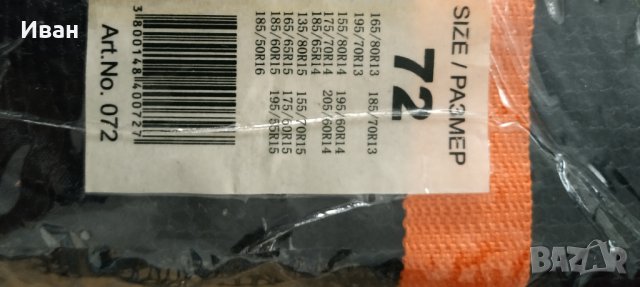 Иван
SIZE / РАЗМЕР
72
165/80R13 185/70R13
195/70R13
155/80R14 195/60R14
175/70R14 205/60R14
185/65R14
135/80R15 155/70R15
165/65R15 175/60R15
185/60R15 195/55R15
185/50R16
3800148400727
Art.No. 072
BAZAR